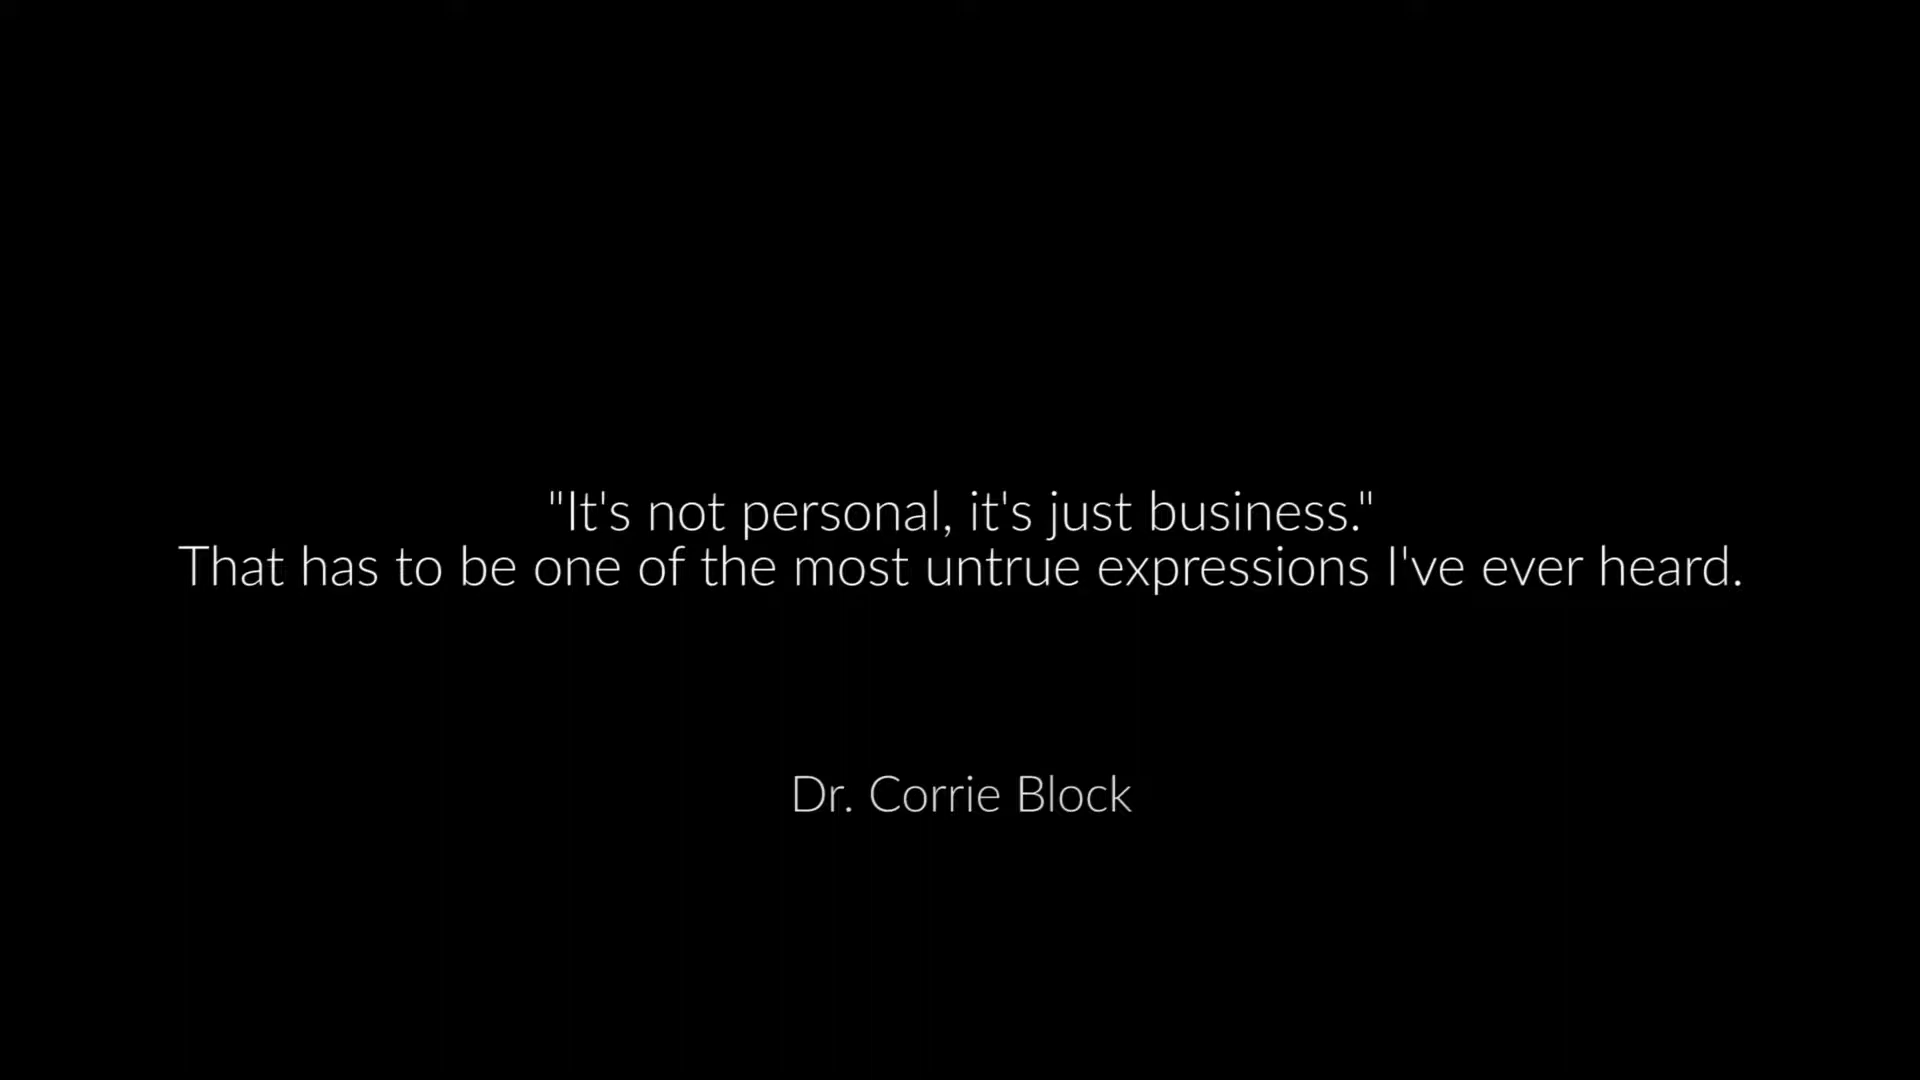 "It's not personal, it's just business."
That has to be one of the most untrue expressions I've ever heard.
Dr. Corrie Block